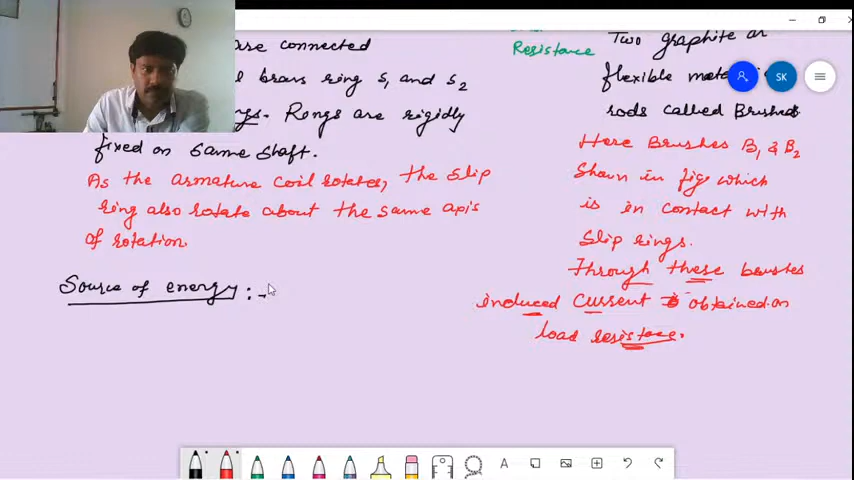 are connected
brass ring S1 and S2
Rings are rigidly
fixed on same shaft.
As the armature coil rotates, the slip
ring also rotate about the same apis
of rotation.
Source of energy :-
Resistance
Two graphite or
flexible
rods called Brushes
Here Brushes B1 & B2
Shown in fig which
is in contact with
Slip rings.
Through these brushes
induced Current is obtained on
load resistace.
SK
A